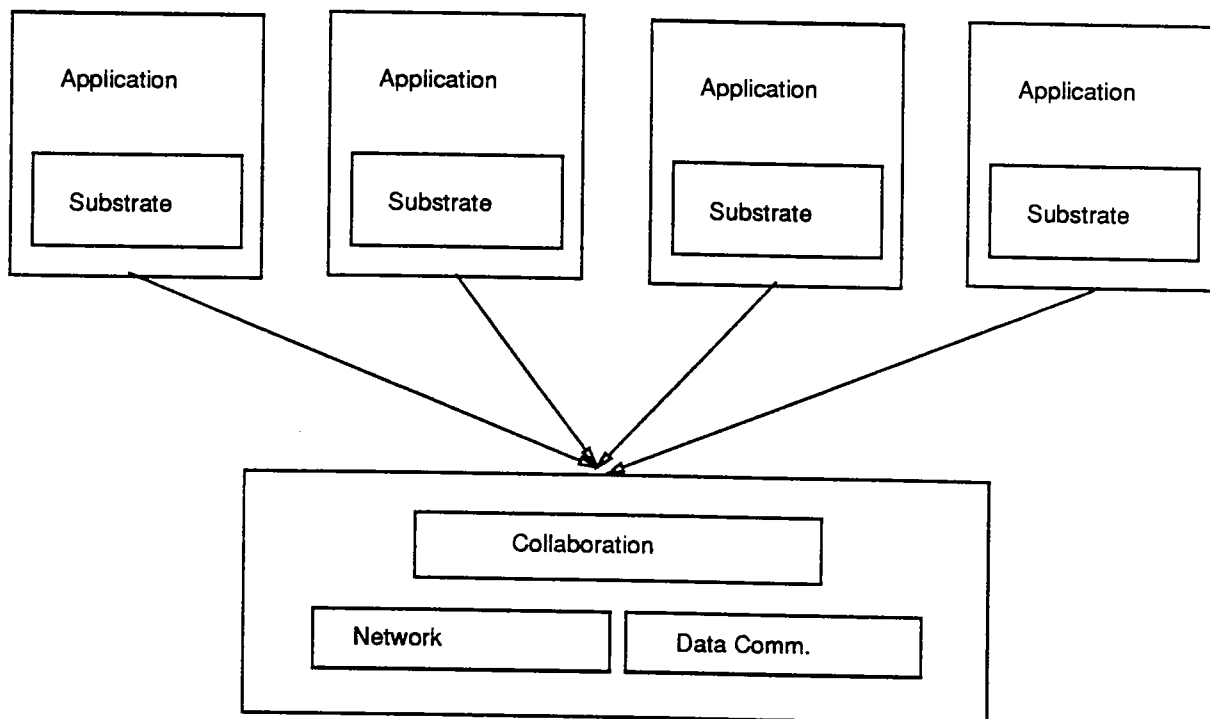 Application
Application
Application
Application
Substrate
Substrate
Substrate
Substrate
Collaboration
Network
Data Comm.